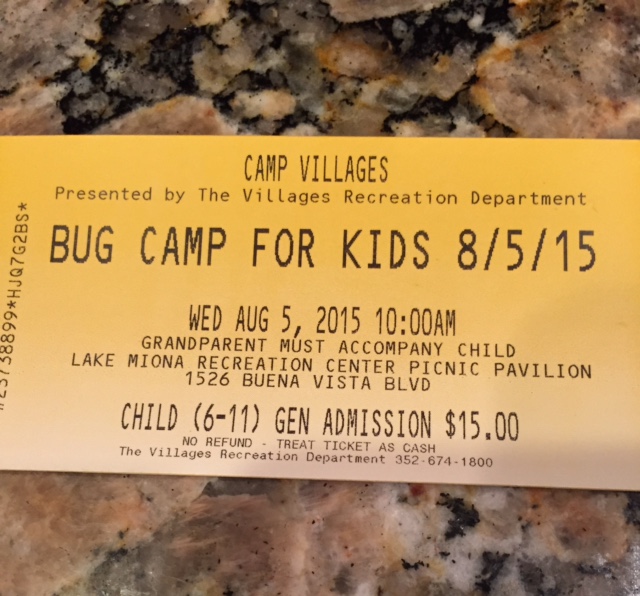 CAMP VILLAGES
Presented by The Villages Recreation Department
BUG CAMP FOR KIDS 8/5/15
WED AUG 5, 2015 10:00AM
GRANDPARENT MUST ACCOMPANY CHILD
LAKE MIONA RECREATION CENTER PICNIC PAVILION
1526 BUENA VISTA BLVD
CHILD (6-11) GEN ADMISSION $15.00
NO REFUND - TREAT TICKET AS CASH
The Villages Recreation Department 352-674-1800